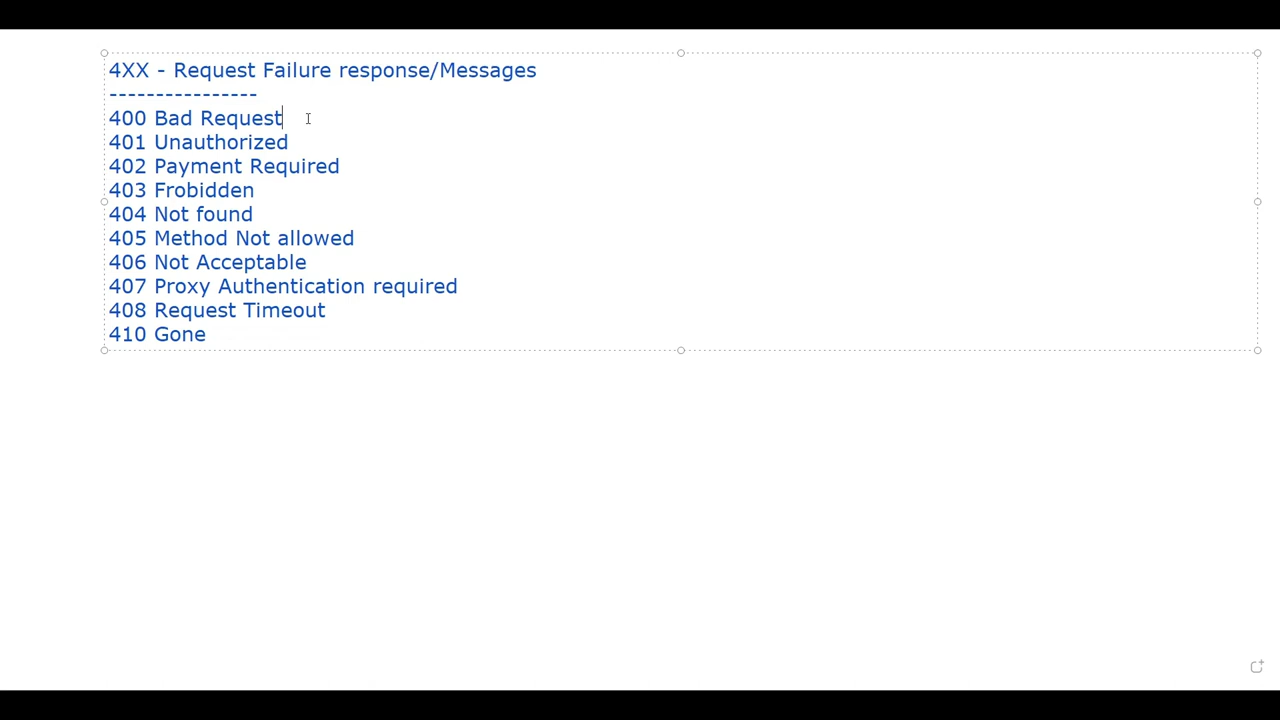 4XX - Request Failure response/Messages
----------------
400 Bad Request
401 Unauthorized
402 Payment Required
403 Frobidden
404 Not found
405 Method Not allowed
406 Not Acceptable
407 Proxy Authentication required
408 Request Timeout
410 Gone